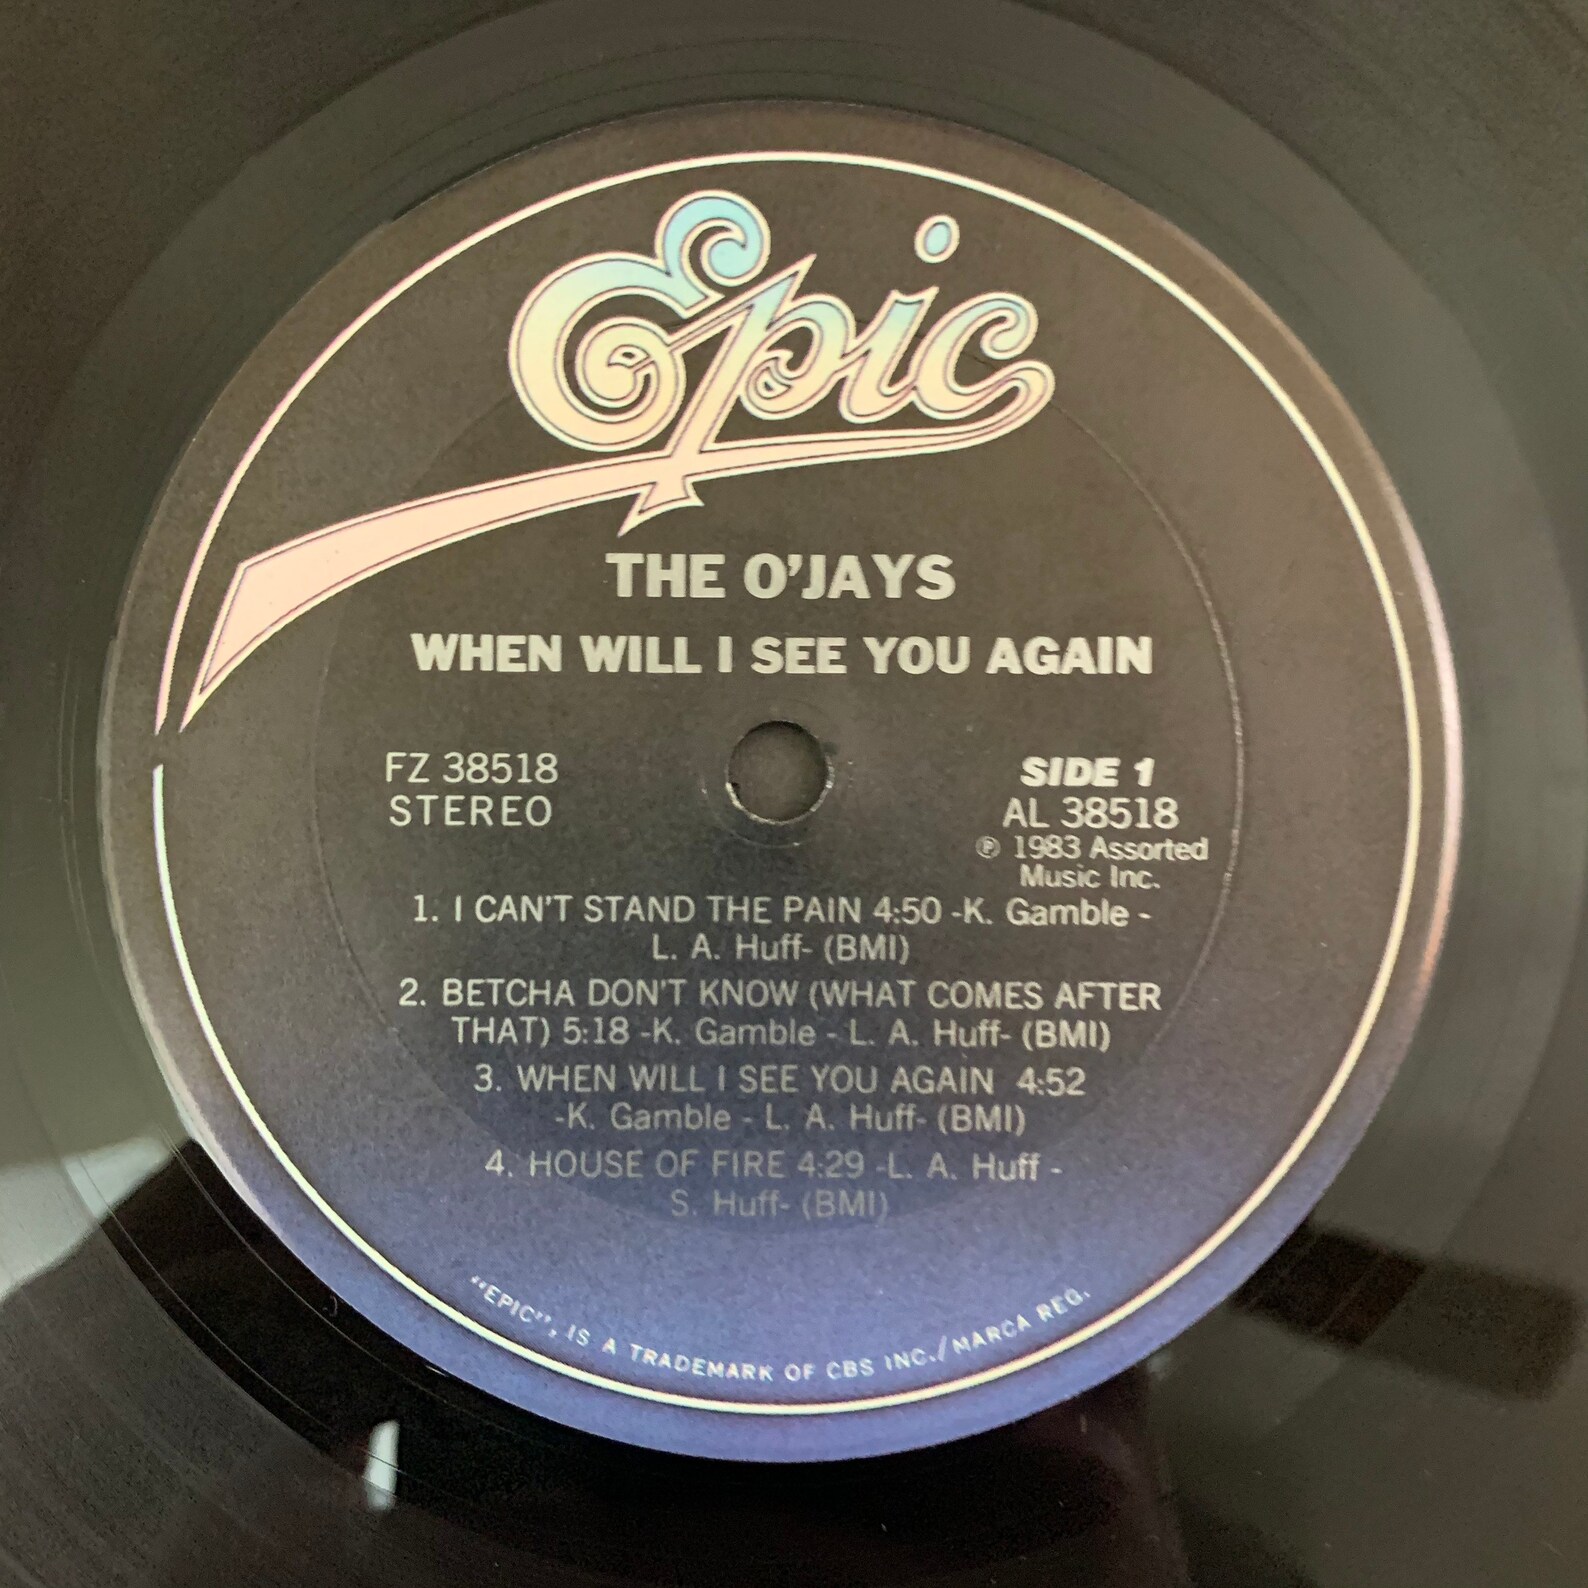 Epic
THE O'JAYS
WHEN WILL I SEE YOU AGAIN
FZ 38518
STEREO
SIDE 1
AL 38518
℗ 1983 Assorted
Music Inc.
1. I CAN'T STAND THE PAIN 4:50 -K. Gamble -
L. A. Huff- (BMI)
2. BETCHA DON'T KNOW (WHAT COMES AFTER
THAT) 5:18 -K. Gamble - L. A. Huff- (BMI)
3. WHEN WILL I SEE YOU AGAIN 4:52
-K. Gamble - L. A. Huff- (BMI)
4. HOUSE OF FIRE 4:29 -L. A. Huff -
S. Huff- (BMI)
"EPIC", IS A TRADEMARK OF CBS INC./MARCA REG.